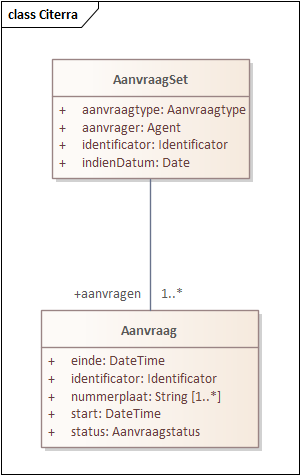 class Citerra
AanvraagSet
+ aanvraagtype: Aanvraagtype
+ aanvrager: Agent
+ identificator: Identificator
+ indienDatum: Date
+aanvragen 1..*
Aanvraag
+ einde: DateTime
+ identificator: Identificator
+ nummerplaat: String [1..*]
+ start: DateTime
+ status: Aanvraagstatus